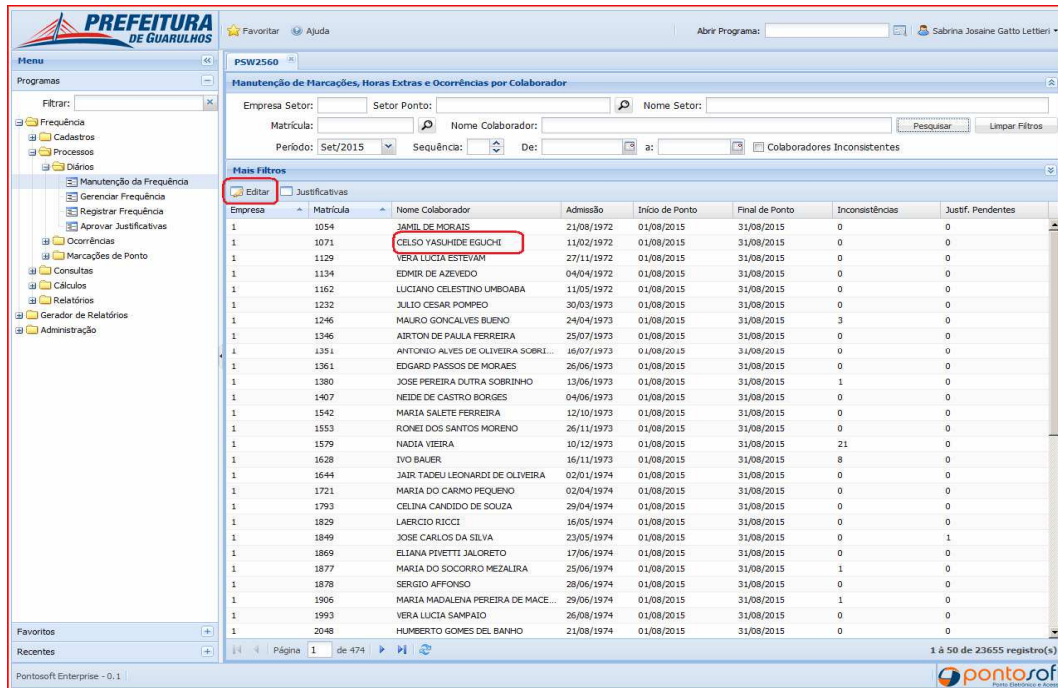 PREFEITURA
DE GUARULHOS
Favoritar Ajuda Abrir Programa: Sabrina Josaine Gatto Lettieri
Menu
Programas
Filtrar:
Frequência
Cadastros
Processos
Diários
Manutenção da Frequência
Gerenciar Frequência
Registrar Frequência
Aprovar Justificativas
Ocorrências
Marcações de Ponto
Consultas
Cálculos
Relatórios
Gerador de Relatórios
Administração
Favoritos
Recentes
PSW2560
Manutenção de Marcações, Horas Extras e Ocorrências por Colaborador
Empresa Setor: Setor Ponto: Nome Setor:
Matrícula: Nome Colaborador: Pesquisar Limpar Filtros
Período: Set/2015 Sequência: De: a: Colaboradores Inconsistentes
Mais Filtros
Editar Justificativas
Empresa Matrícula Nome Colaborador Admissão Início de Ponto Final de Ponto Inconsistências Justif. Pendentes
1 1054 JAMIL DE MORAIS 21/08/1972 01/08/2015 31/08/2015 0 0
1 1071 CELSO YASUHIDE EGUCHI 11/02/1972 01/08/2015 31/08/2015 0 0
1 1129 VERA LUCIA ESTEVAM 27/11/1972 01/08/2015 31/08/2015 0 0
1 1134 EDMIR DE AZEVEDO 04/04/1972 01/08/2015 31/08/2015 0 0
1 1162 LUCIANO CELESTINO UMBOABA 11/05/1972 01/08/2015 31/08/2015 0 0
1 1232 JULIO CESAR POMPEO 30/03/1973 01/08/2015 31/08/2015 0 0
1 1246 MAURO GONCALVES BUENO 24/04/1973 01/08/2015 31/08/2015 3 0
1 1346 AIRTON DE PAULA FERREIRA 25/07/1973 01/08/2015 31/08/2015 0 0
1 1351 ANTONIO ALVES DE OLIVEIRA SOBRI... 16/07/1973 01/08/2015 31/08/2015 0 0
1 1361 EDGARD PASSOS DE MORAES 26/06/1973 01/08/2015 31/08/2015 0 0
1 1380 JOSE PEREIRA DUTRA SOBRINHO 13/06/1973 01/08/2015 31/08/2015 1 0
1 1407 NEIDE DE CASTRO BORGES 04/06/1973 01/08/2015 31/08/2015 0 0
1 1542 MARIA SALETE FERREIRA 12/10/1973 01/08/2015 31/08/2015 0 0
1 1553 RONEI DOS SANTOS MORENO 26/11/1973 01/08/2015 31/08/2015 0 0
1 1579 NADIA VIEIRA 10/12/1973 01/08/2015 31/08/2015 21 0
1 1628 IVO BAUER 16/11/1973 01/08/2015 31/08/2015 8 0
1 1644 JAIR TADEU LEONARDI DE OLIVEIRA 02/01/1974 01/08/2015 31/08/2015 0 0
1 1721 MARIA DO CARMO PEQUENO 02/04/1974 01/08/2015 31/08/2015 0 0
1 1793 CELINA CANDIDO DE SOUZA 29/04/1974 01/08/2015 31/08/2015 0 0
1 1829 LAERCIO RICCI 16/05/1974 01/08/2015 31/08/2015 0 0
1 1849 JOSE CARLOS DA SILVA 23/05/1974 01/08/2015 31/08/2015 0 1
1 1869 ELIANA PIVETTI JALORETO 17/06/1974 01/08/2015 31/08/2015 0 0
1 1877 MARIA DO SOCORRO MEZALIRA 25/06/1974 01/08/2015 31/08/2015 1 0
1 1878 SERGIO AFFONSO 28/06/1974 01/08/2015 31/08/2015 0 0
1 1906 MARIA MADALENA PEREIRA DE MACE... 29/06/1974 01/08/2015 31/08/2015 1 0
1 1993 VERA LUCIA SAMPAIO 26/08/1974 01/08/2015 31/08/2015 0 0
1 2048 HUMBERTO GOMES DEL BANHO 21/08/1974 01/08/2015 31/08/2015 0 0
Página 1 de 474 1 à 50 de 23655 registro(s)
Pontosoft Enterprise - 0.1 pontosof
Ponto Eletrônico e Acess